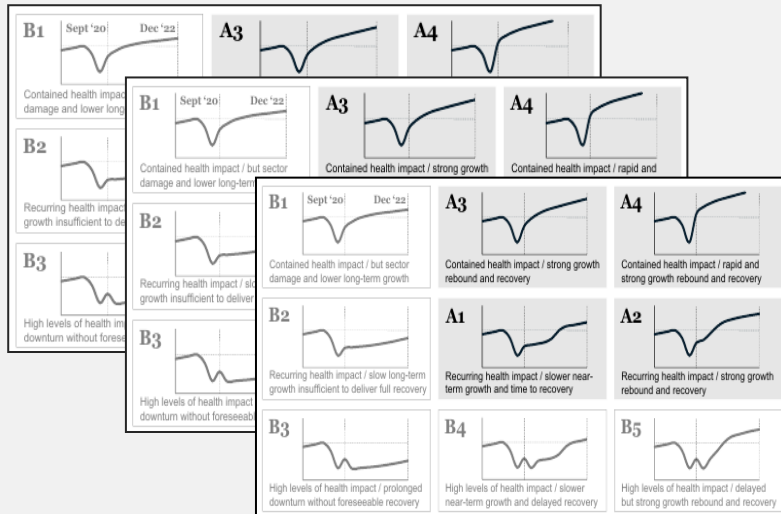 B1 Sept ‘20 Dec ‘22 A3 A4
Contained health impac
damage and lower long
B2
Recurring health impact
growth insufficient to de
B3
High levels of health im
downturn without forese
B1 Sept ‘20 Dec ‘22 A3 A4
Contained health impact / but sector Contained health impact / strong growth Contained health impact / rapid and
damage and lower long-term
B2
Recurring health impact / slo
growth insufficient to deliver
B3
High levels of health impact
downturn without foreseeabl
B1 Sept ‘20 Dec ‘22 A3 A4
Contained health impact / but sector Contained health impact / strong growth Contained health impact / rapid and
damage and lower long-term growth rebound and recovery strong growth rebound and recovery
B2 A1 A2
Recurring health impact / slow long-term Recurring health impact / slower near- Recurring health impact / strong growth
growth insufficient to deliver full recovery term growth and time to recovery rebound and recovery
B3 B4 B5
High levels of health impact / prolonged High levels of health impact / slower High levels of health impact / delayed
downturn without foreseeable recovery near-term growth and delayed recovery but strong growth rebound and recovery